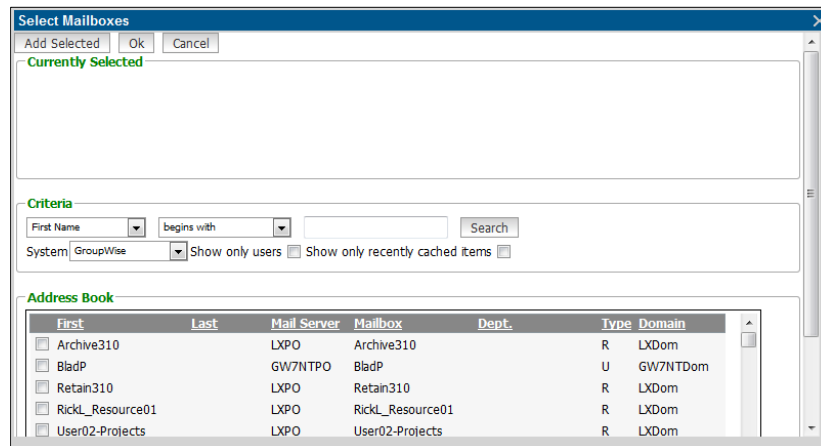 Select Mailboxes
Add Selected Ok Cancel
Currently Selected
Criteria
First Name begins with Search
System GroupWise Show only users Show only recently cached items
Address Book
First Last Mail Server Mailbox Dept. Type Domain
Archive310 LXPO Archive310 R LXDom
BladP GW7NTPO BladP U GW7NTDom
Retain310 LXPO Retain310 R LXDom
RickL_Resource01 LXPO RickL_Resource01 R LXDom
User02-Projects LXPO User02-Projects R LXDom